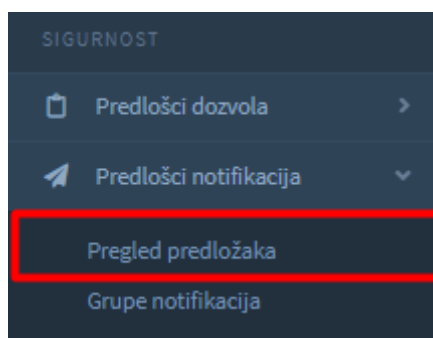 SIGURNOST
Predlošci dozvola
Predlošci notifikacija
Pregled predložaka
Grupe notifikacija